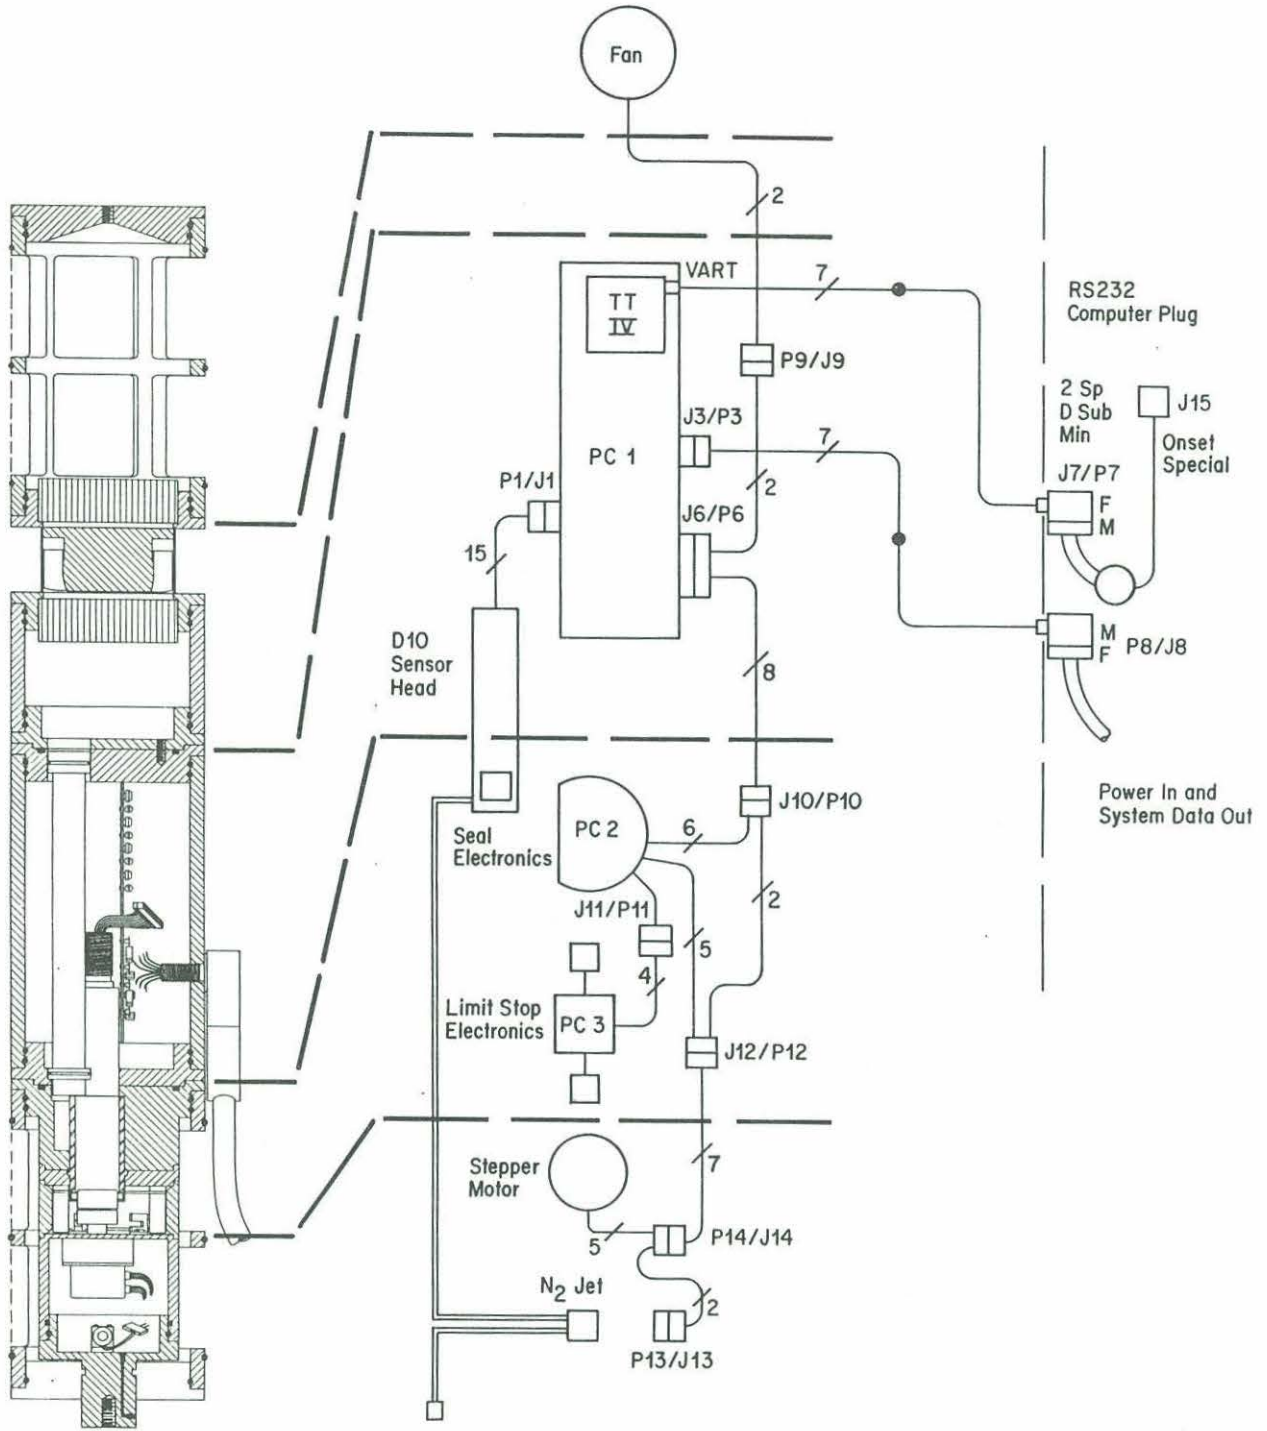 Fan
2
VART
7
TT
IV
RS232
Computer Plug
P9/J9
2 Sp
D Sub
Min
J15
Onset
Special
J3/P3
7
PC 1
P1/J1
2
J7/P7
F
M
J6/P6
15
D10
Sensor
Head
8
M
F
P8/J8
Power In and
System Data Out
J10/P10
PC 2
6
Seal
Electronics
2
J11/P11
5
4
Limit Stop
Electronics
PC 3
J12/P12
7
Stepper
Motor
5
P14/J14
N2 Jet
2
P13/J13